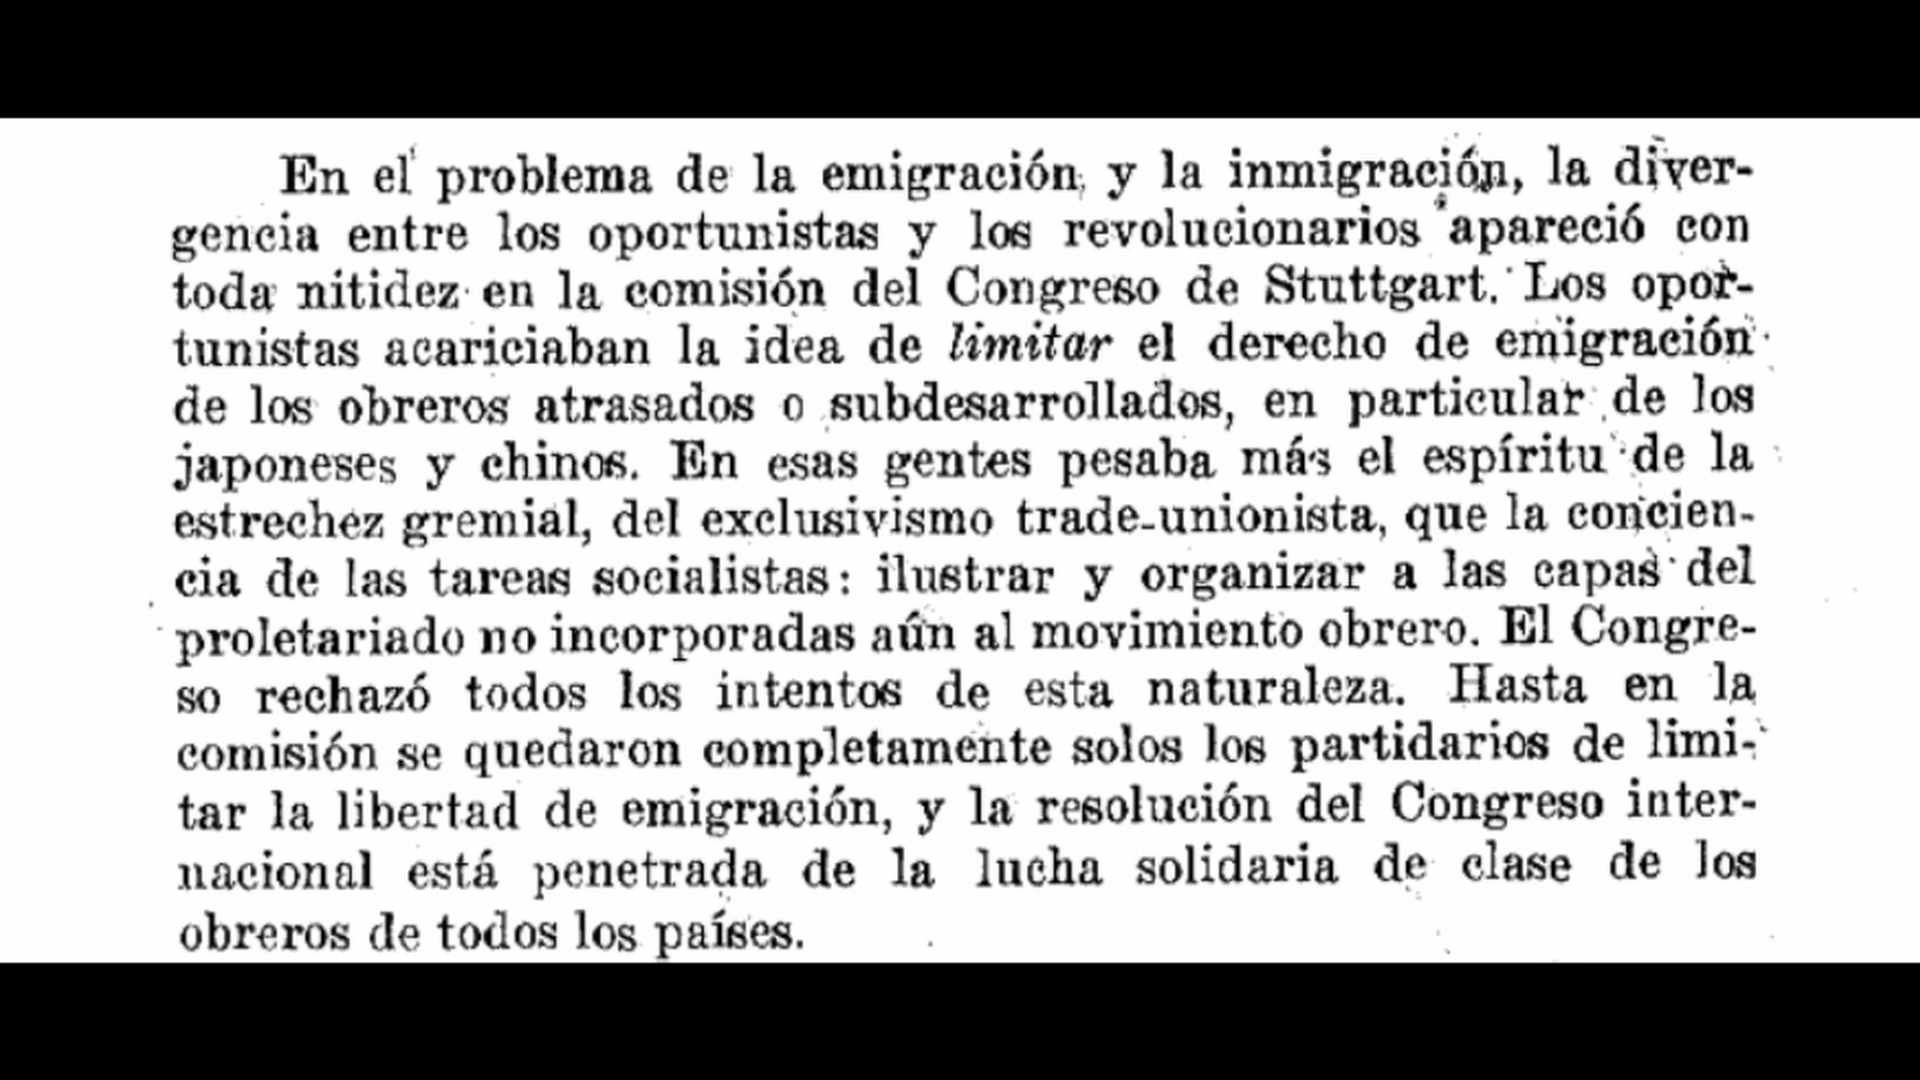 En el problema de la emigración y la inmigración, la diver-
gencia entre los oportunistas y los revolucionarios apareció con
toda nitidez en la comisión del Congreso de Stuttgart. Los opor-
tunistas acariciaban la idea de limitar el derecho de emigración
de los obreros atrasados o subdesarrollados, en particular de los
japoneses y chinos. En esas gentes pesaba más el espíritu de la
estrechez gremial, del exclusivismo trade-unionista, que la concien-
cia de las tareas socialistas: ilustrar y organizar a las capas del
proletariado no incorporadas aún al movimiento obrero. El Congre-
so rechazó todos los intentos de esta naturaleza. Hasta en la
comisión se quedaron completamente solos los partidarios de limi-
tar la libertad de emigración, y la resolución del Congreso inter-
nacional está penetrada de la lucha solidaria de clase de los
obreros de todos los países.